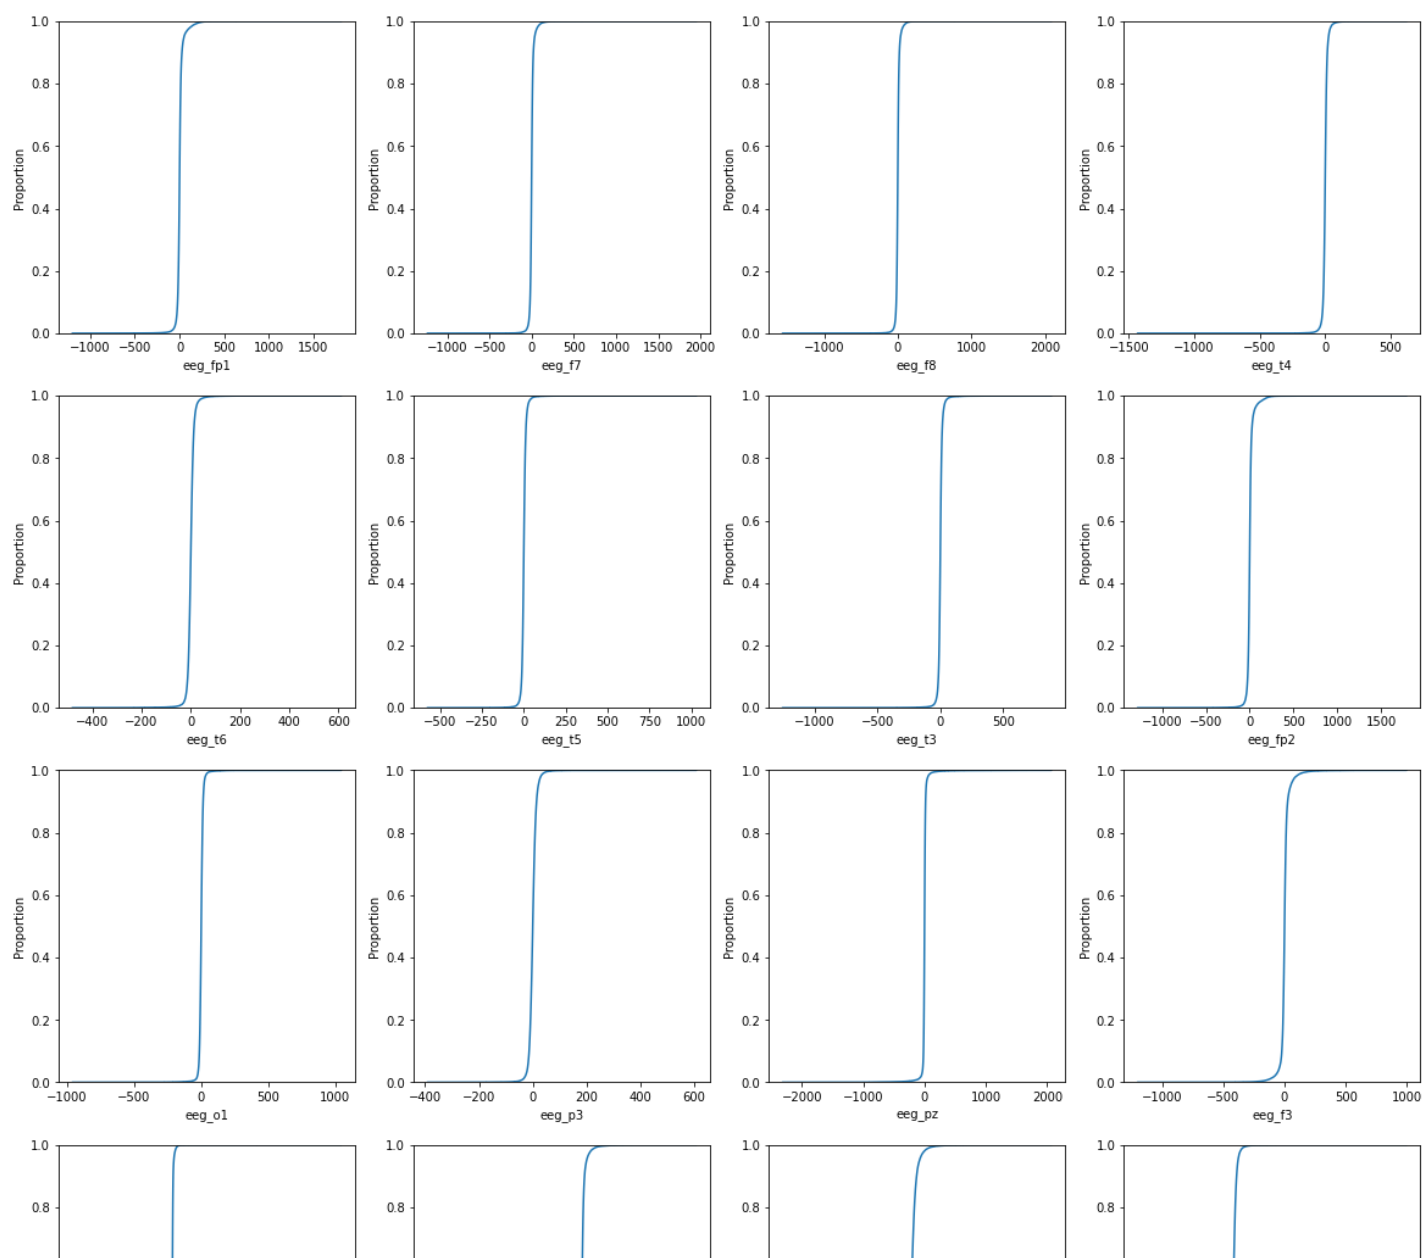 1.0 1.0 1.0 1.0
0.8 0.8 0.8 0.8
0.6 0.6 0.6 0.6
Proportion Proportion Proportion Proportion
0.4 0.4 0.4 0.4
0.2 0.2 0.2 0.2
0.0 0.0 0.0 0.0
−1000 −500 0 500 1000 1500 −1000 −500 0 500 1000 1500 2000 −1000 0 1000 2000 −1500 −1000 −500 0 500
eeg_fp1 eeg_f7 eeg_f8 eeg_t4
1.0 1.0 1.0 1.0
0.8 0.8 0.8 0.8
0.6 0.6 0.6 0.6
Proportion Proportion Proportion Proportion
0.4 0.4 0.4 0.4
0.2 0.2 0.2 0.2
0.0 0.0 0.0 0.0
−400 −200 0 200 400 600 −500 −250 0 250 500 750 1000 −1000 −500 0 500 −1000 −500 0 500 1000 1500
eeg_t6 eeg_t5 eeg_t3 eeg_fp2
1.0 1.0 1.0 1.0
0.8 0.8 0.8 0.8
0.6 0.6 0.6 0.6
Proportion Proportion Proportion Proportion
0.4 0.4 0.4 0.4
0.2 0.2 0.2 0.2
0.0 0.0 0.0 0.0
−1000 −500 0 500 1000 −400 −200 0 200 400 600 −2000 −1000 0 1000 2000 −1000 −500 0 500 1000
eeg_o1 eeg_p3 eeg_pz eeg_f3
1.0 1.0 1.0 1.0
0.8 0.8 0.8 0.8